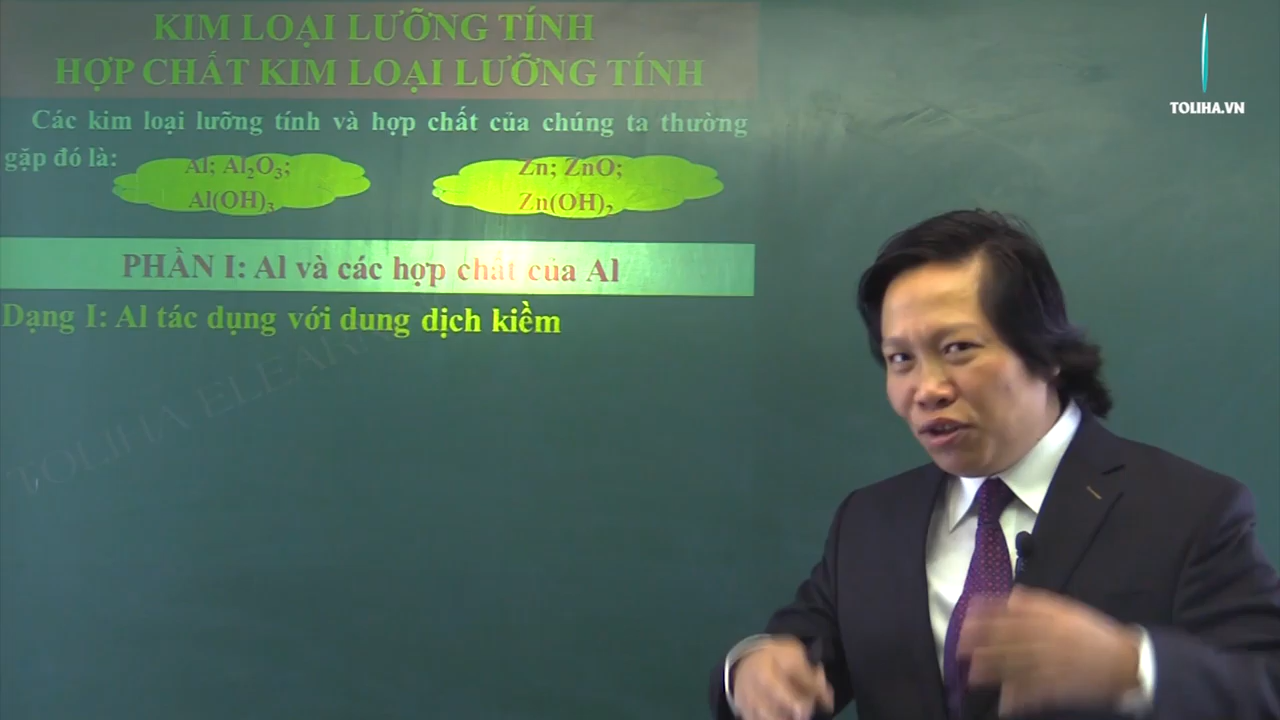 KIM LOẠI LƯỠNG TÍNH
HỢP CHẤT KIM LOẠI LƯỠNG TÍNH
TOLIHA.VN
Các kim loại lưỡng tính và hợp chất của chúng ta thường
gặp đó là:
Al; Al₂O₃;
Al(OH)₃
Zn; ZnO;
Zn(OH)₂
PHẦN I: Al và các hợp chất của Al
Dạng I: Al tác dụng với dung dịch kiềm
TOLIHA ELEARN